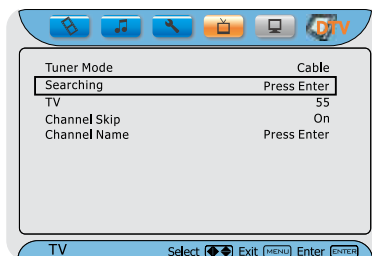 DTV
Tuner Mode Cable
Searching Press Enter
TV 55
Channel Skip On
Channel Name Press Enter
TV Select Exit MENU Enter ENTER